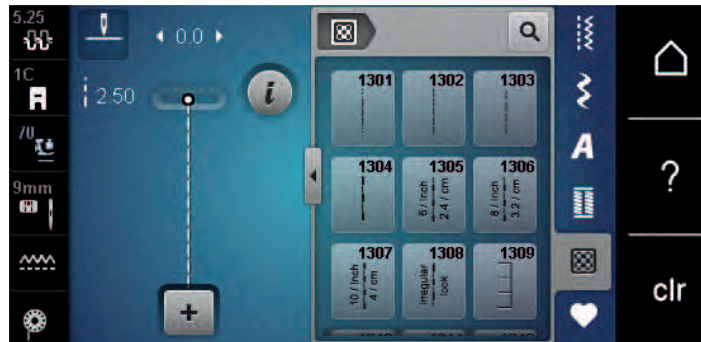 5.25
0.0
1C
2.50
i
70
9mm
1301
1302
1303
1304
1305
6 / Inch
2.4 / cm
1306
8 / Inch
3.2 / cm
1307
10 / Inch
4 / cm
1308
irregular
lock
1309
A
?
clr